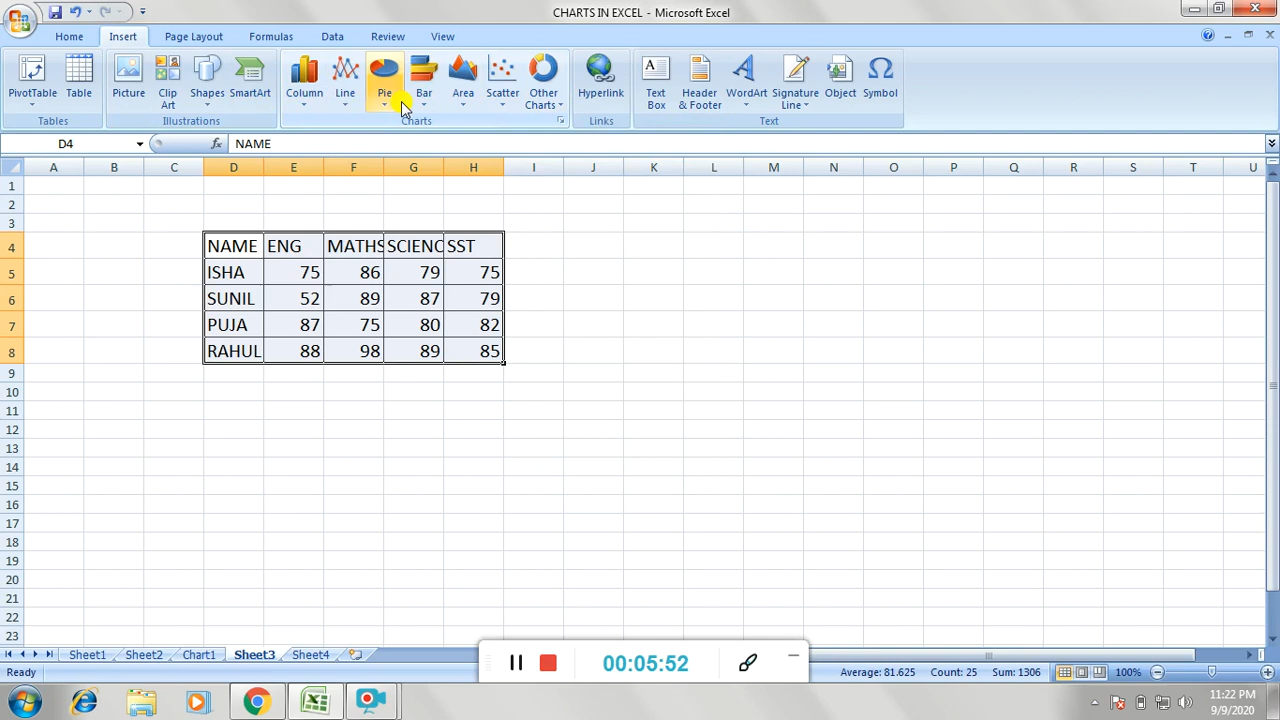 CHARTS IN EXCEL - Microsoft Excel
Home Insert Page Layout Formulas Data Review View
PivotTable Table Picture Clip Art Shapes SmartArt Column Line Pie Bar Area Scatter Other Charts Hyperlink Text Box Header & Footer WordArt Signature Line Object Symbol
Tables Illustrations Charts Links Text
D4 fx NAME
A B C D E F G H I J K L M N O P Q R S T U
1
2
3
4 NAME ENG MATHS SCIENC SST
5 ISHA 75 86 79 75
6 SUNIL 52 89 87 79
7 PUJA 87 75 80 82
8 RAHUL 88 98 89 85
9
10
11
12
13
14
15
16
17
18
19
20
21
22
23
Sheet1 Sheet2 Chart1 Sheet3 Sheet4
00:05:52
Ready Average: 81.625 Count: 25 Sum: 1306 100%
11:22 PM
9/9/2020